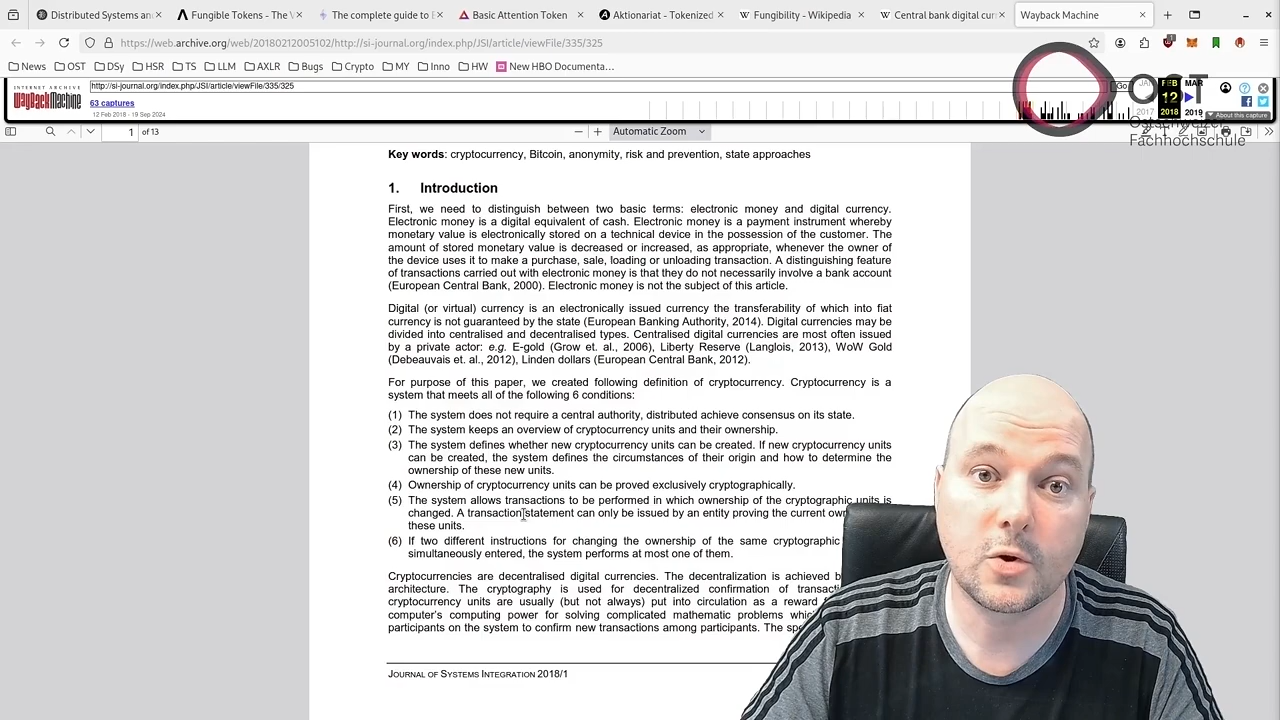 Distributed Systems an
Fungible Tokens - The V
The complete guide to E
Basic Attention Token
Aktionariat - Tokenized
Fungibility - Wikipedia
Central bank digital curr
Wayback Machine
https://web.archive.org/web/20180212005102/http://si-journal.org/index.php/JSI/article/viewFile/335/325
News OST DSy HSR TS LLM AXLR Bugs Crypto MY Inno HW New HBO Documenta...
INTERNET ARCHIVE
WayBackMachine
http://si-journal.org/index.php/JSI/article/viewFile/335/325
Go
FEB MAR
63 captures
12
12 Feb 2018 - 19 Sep 2024
2017 2018 2019
About this capture
OST
Ostschweizer
Fachhochschule
1 of 13
Automatic Zoom
Key words: cryptocurrency, Bitcoin, anonymity, risk and prevention, state approaches
1. Introduction
First, we need to distinguish between two basic terms: electronic money and digital currency.
Electronic money is a digital equivalent of cash. Electronic money is a payment instrument whereby
monetary value is electronically stored on a technical device in the possession of the customer. The
amount of stored monetary value is decreased or increased, as appropriate, whenever the owner of
the device uses it to make a purchase, sale, loading or unloading transaction. A distinguishing feature
of transactions carried out with electronic money is that they do not necessarily involve a bank account
(European Central Bank, 2000). Electronic money is not the subject of this article.
Digital (or virtual) currency is an electronically issued currency the transferability of which into fiat
currency is not guaranteed by the state (European Banking Authority, 2014). Digital currencies may be
divided into centralised and decentralised types. Centralised digital currencies are most often issued
by a private actor: e.g. E-gold (Grow et. al., 2006), Liberty Reserve (Langlois, 2013), WoW Gold
(Debeauvais et. al., 2012), Linden dollars (European Central Bank, 2012).
For purpose of this paper, we created following definition of cryptocurrency. Cryptocurrency is a
system that meets all of the following 6 conditions:
(1) The system does not require a central authority, distributed achieve consensus on its state.
(2) The system keeps an overview of cryptocurrency units and their ownership.
(3) The system defines whether new cryptocurrency units can be created. If new cryptocurrency units
can be created, the system defines the circumstances of their origin and how to determine the
ownership of these new units.
(4) Ownership of cryptocurrency units can be proved exclusively cryptographically.
(5) The system allows transactions to be performed in which ownership of the cryptographic units is
changed. A transaction statement can only be issued by an entity proving the current ow
these units.
(6) If two different instructions for changing the ownership of the same cryptographic
simultaneously entered, the system performs at most one of them.
Cryptocurrencies are decentralised digital currencies. The decentralization is achieved b
architecture. The cryptography is used for decentralized confirmation of transact
cryptocurrency units are usually (but not always) put into circulation as a reward
computer's computing power for solving complicated mathematic problems whic
participants on the system to confirm new transactions among participants. The sp
JOURNAL OF SYSTEMS INTEGRATION 2018/1